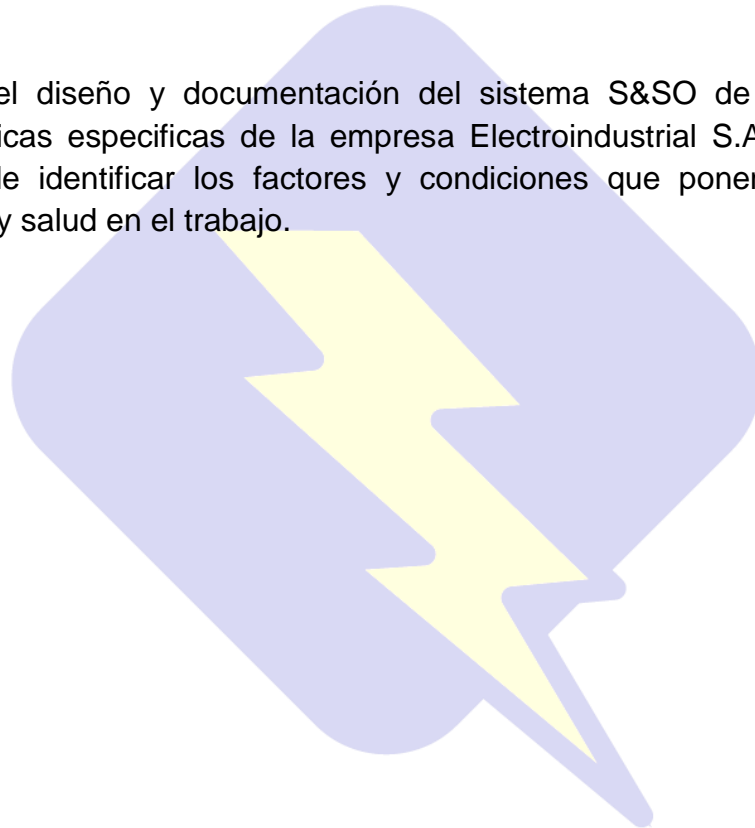 el diseño y documentación del sistema S&SO de
icas especificas de la empresa Electroindustrial S.A
de identificar los factores y condiciones que poner
y salud en el trabajo.